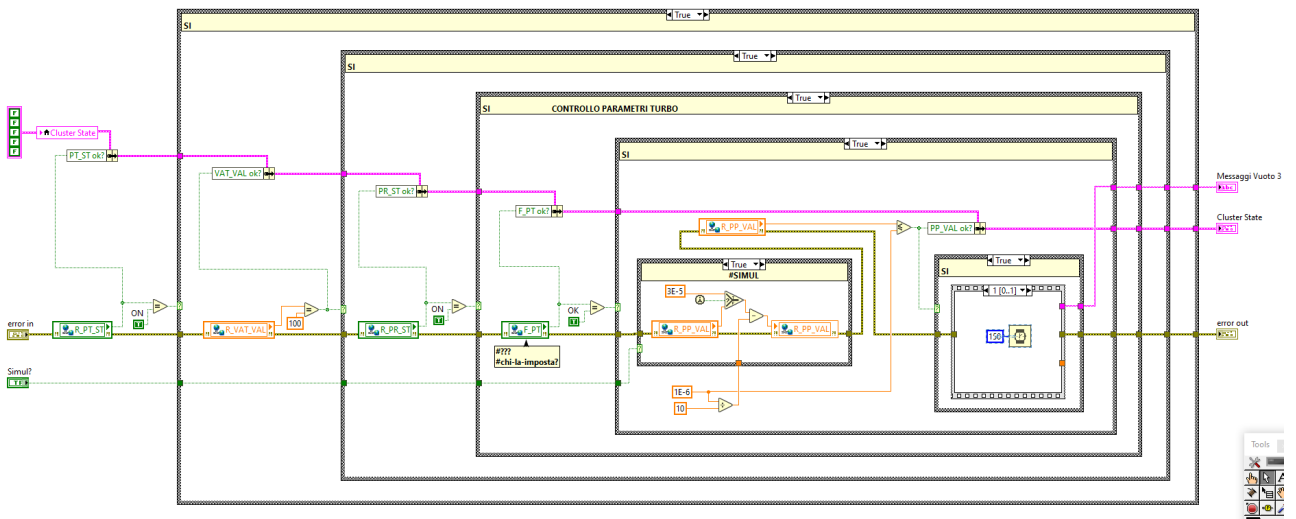 True
SI
True
SI
True
SI CONTROLLO PARAMETRI TURBO
True
SI
F
F
F
F
F
Cluster State
PT_ST ok?
VAT_VAL ok?
PR_ST ok?
F_PT ok?
PP_VAL ok?
Messaggi Vuoto 3
abc
Cluster State
R_PP_VAL
True
#SIMUL
3E-5
R_PP_VAL
R_PP_VAL
True
SI
1 [0..1]
150
error in
R_PT_ST
ON
T
R_VAT_VAL
100
R_PR_ST
ON
T
F_PT
OK
T
#???
#chi-la-imposta?
error out
Simul?
TF
1E-6
10
Tools